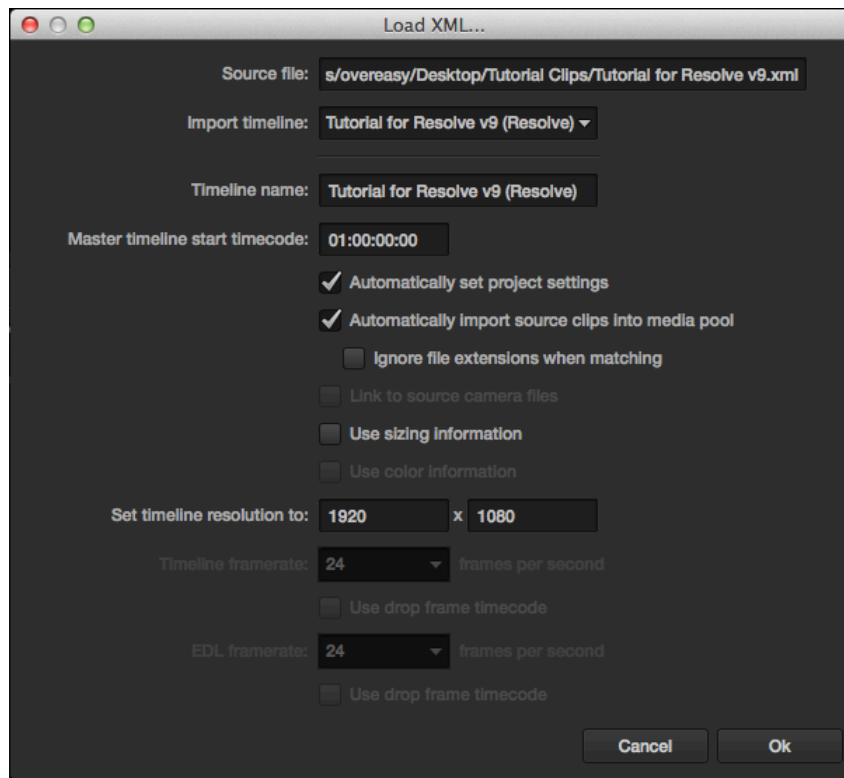 Load XML...
Source file: s/overeasy/Desktop/Tutorial Clips/Tutorial for Resolve v9.xml
Import timeline: Tutorial for Resolve v9 (Resolve)
Timeline name: Tutorial for Resolve v9 (Resolve)
Master timeline start timecode: 01:00:00:00
Automatically set project settings
Automatically import source clips into media pool
Ignore file extensions when matching
Link to source camera files
Use sizing information
Use color information
Set timeline resolution to: 1920 x 1080
Timeline framerate: 24 frames per second
Use drop frame timecode
EDL framerate: 24 frames per second
Use drop frame timecode
Cancel Ok